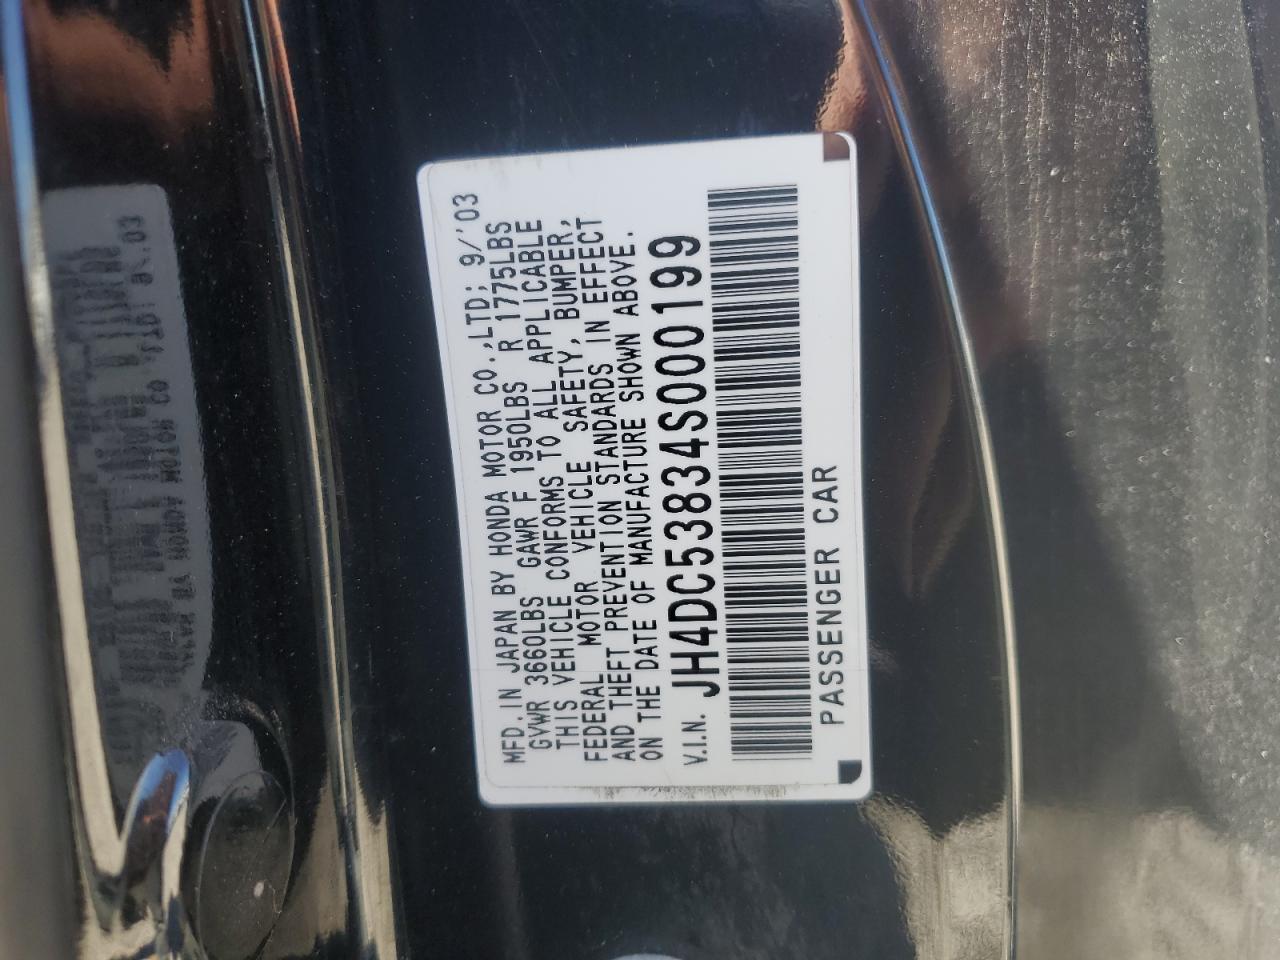 MFD. IN JAPAN BY HONDA MOTOR CO.,LTD; 9/'03
GVWR 3660LBS GAWR F 1950LBS R 1775LBS
THIS VEHICLE CONFORMS TO ALL APPLICABLE
FEDERAL MOTOR VEHICLE SAFETY, BUMPER,
AND THEFT PREVENTION STANDARDS IN EFFECT
ON THE DATE OF MANUFACTURE SHOWN ABOVE.
V.I.N. JH4DC53834S000199
PASSENGER CAR